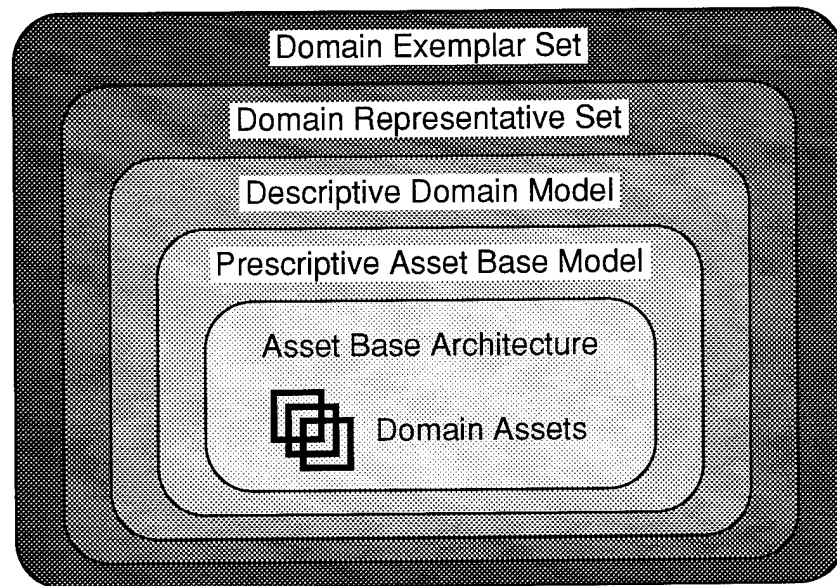 Domain Exemplar Set
Domain Representative Set
Descriptive Domain Model
Prescriptive Asset Base Model
Asset Base Architecture
Domain Assets